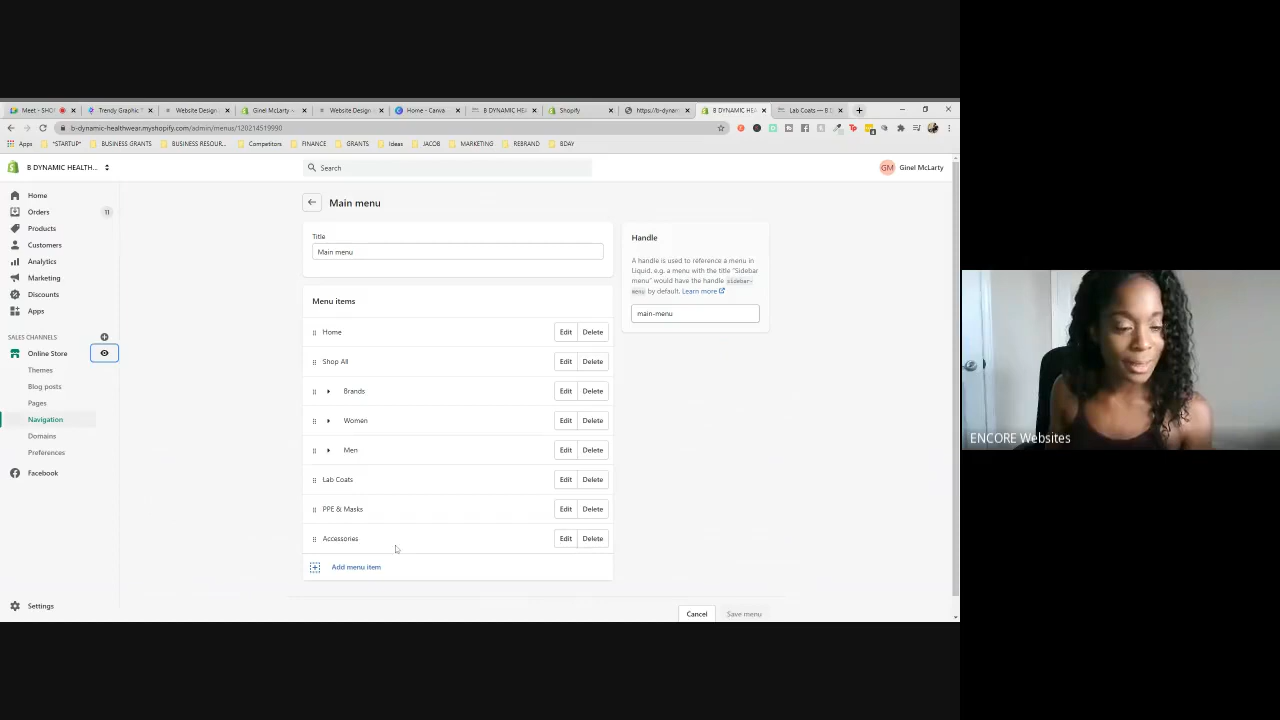 Meet - SHO
Trendy Graphic
Website Design
Ginel McLarty
Website Design
Home - Canva
B DYNAMIC HE
Shopify
https://b-dynam
B DYNAMIC HEA
Lab Coats — B D
b-dynamic-healthwear.myshopify.com/admin/menus/120214519990
Apps
*STARTUP*
BUSINESS GRANTS
BUSINESS RESOUR...
Competitors
FINANCE
GRANTS
Ideas
JACOB
MARKETING
REBRAND
BDAY
B DYNAMIC HEALTH...
Search
GM
Ginel McLarty
Home
Orders
11
Products
Customers
Analytics
Marketing
Discounts
Apps
SALES CHANNELS
Online Store
Themes
Blog posts
Pages
Navigation
Domains
Preferences
Facebook
Settings
Main menu
Title
Main menu
Menu items
Home Edit Delete
Shop All Edit Delete
Brands Edit Delete
Women Edit Delete
Men Edit Delete
Lab Coats Edit Delete
PPE & Masks Edit Delete
Accessories Edit Delete
Add menu item
Handle
A handle is used to reference a menu in
Liquid. e.g. a menu with the title "Sidebar
menu" would have the handle sidebar-
menu by default. Learn more
main-menu
Cancel
Save menu
ENCORE Websites